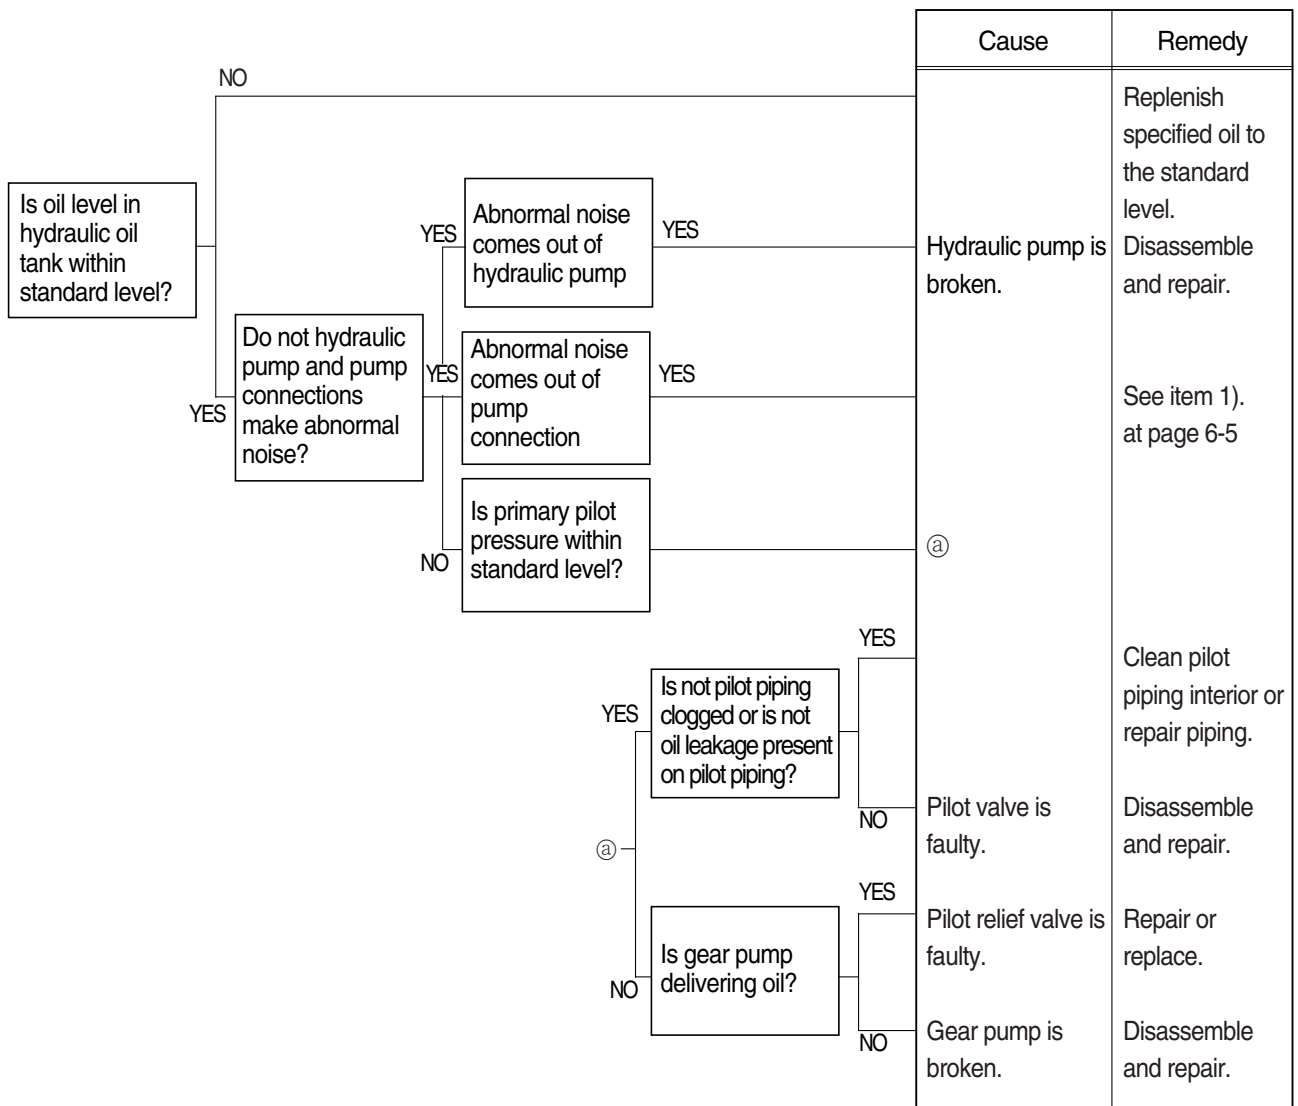 Cause
Remedy
NO
Replenish
specified oil to
the standard
level.
Is oil level in
hydraulic oil
tank within
standard level?
YES
Abnormal noise
comes out of
hydraulic pump
YES
Hydraulic pump is
broken.
Disassemble
and repair.
YES
Do not hydraulic
pump and pump
connections
make abnormal
noise?
YES
Abnormal noise
comes out of
pump
connection
YES
See item 1).
at page 6-5
NO
Is primary pilot
pressure within
standard level?
ⓐ
ⓐ
YES
Is not pilot piping
clogged or is not
oil leakage present
on pilot piping?
YES
Clean pilot
piping interior or
repair piping.
NO
Pilot valve is
faulty.
Disassemble
and repair.
NO
Is gear pump
delivering oil?
YES
Pilot relief valve is
faulty.
Repair or
replace.
NO
Gear pump is
broken.
Disassemble
and repair.